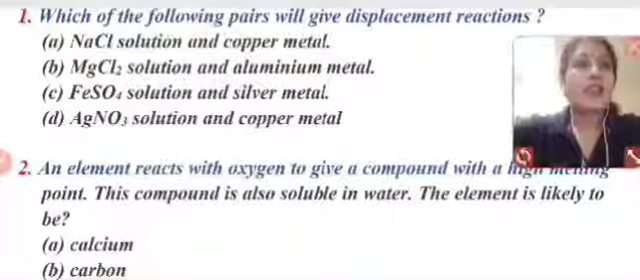 1. Which of the following pairs will give displacement reactions ?
(a) NaCl solution and copper metal.
(b) MgCl₂ solution and aluminium metal.
(c) FeSO₄ solution and silver metal.
(d) AgNO₃ solution and copper metal
2. An element reacts with oxygen to give a compound with a high melting
point. This compound is also soluble in water. The element is likely to
be?
(a) calcium
(b) carbon